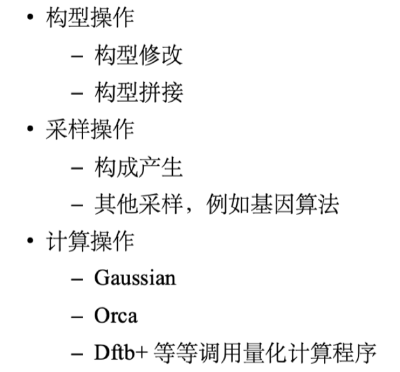 • 构型操作
– 构型修改
– 构型拼接
• 采样操作
– 构成产生
– 其他采样，例如基因算法
• 计算操作
– Gaussian
– Orca
– Dftb+ 等等调用量化计算程序